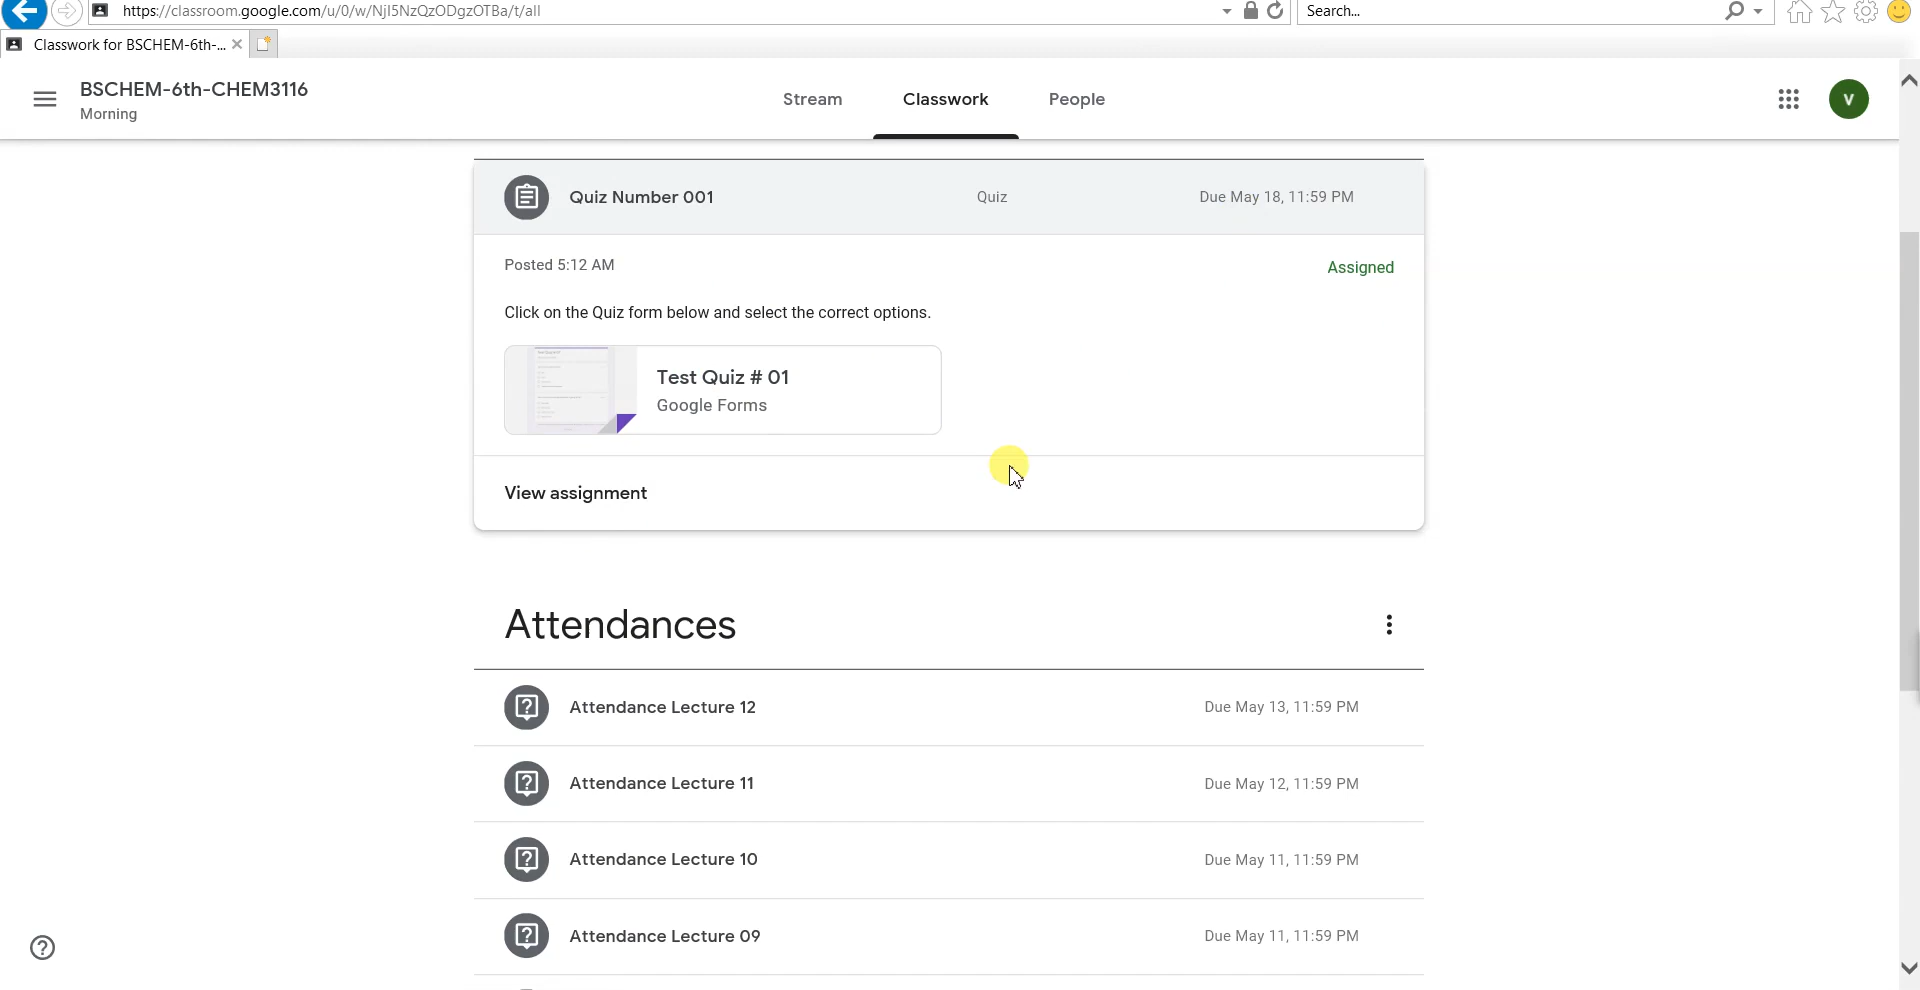 https://classroom.google.com/u/0/w/NjI5NzQzODgzOTBa/t/all
Search...
Classwork for BSCHEM-6th-...
BSCHEM-6th-CHEM3116
Morning
Stream
Classwork
People
V
Quiz Number 001
Quiz
Due May 18, 11:59 PM
Posted 5:12 AM
Assigned
Click on the Quiz form below and select the correct options.
Test Quiz # 01
Google Forms
View assignment
Attendances
Attendance Lecture 12
Due May 13, 11:59 PM
Attendance Lecture 11
Due May 12, 11:59 PM
Attendance Lecture 10
Due May 11, 11:59 PM
Attendance Lecture 09
Due May 11, 11:59 PM